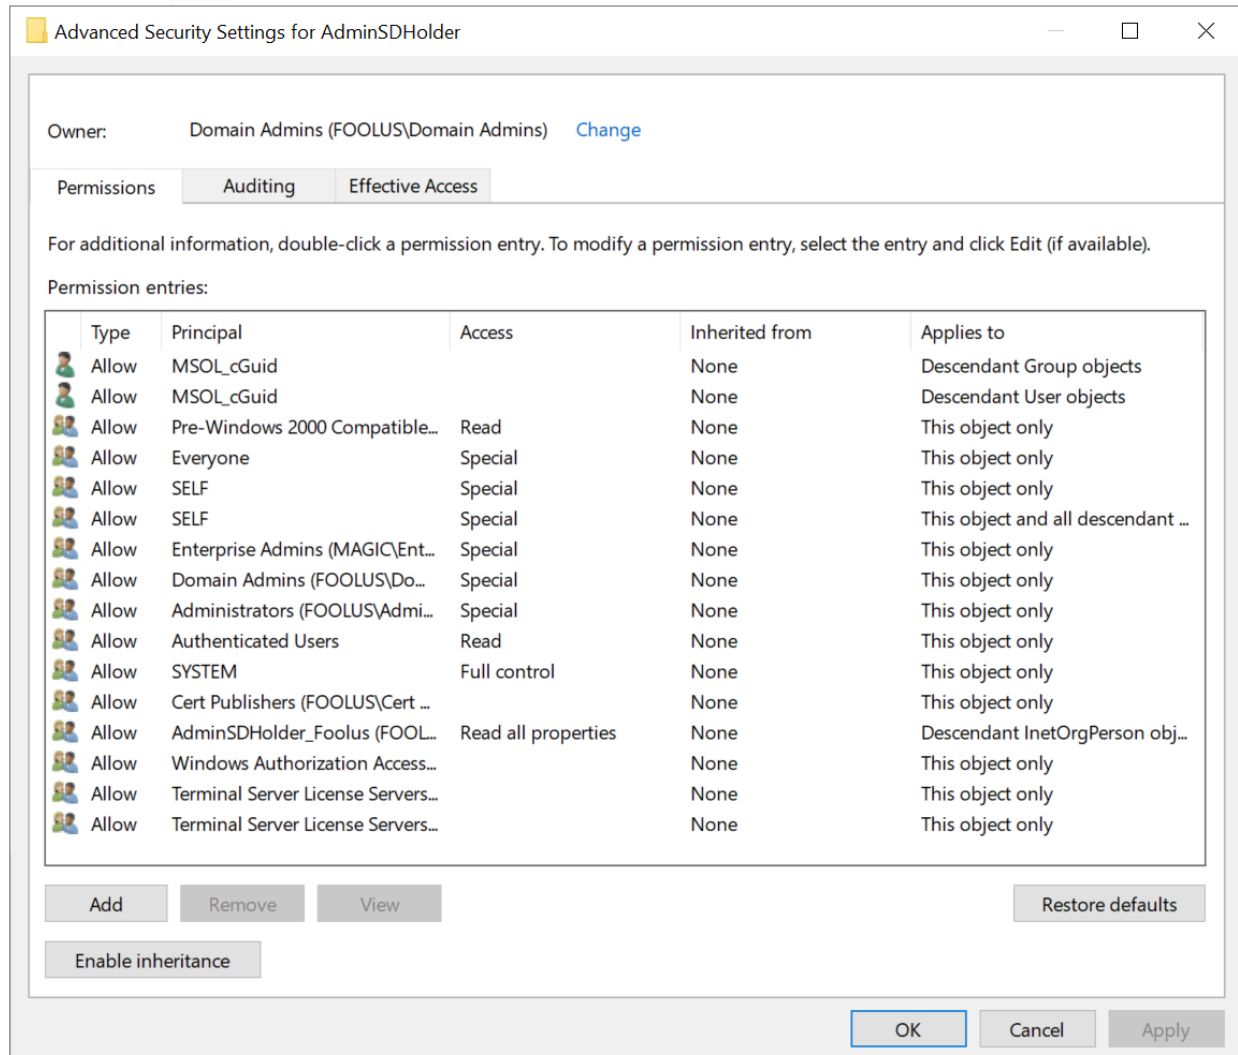 Advanced Security Settings for AdminSDHolder
Owner: Domain Admins (FOOLUS\Domain Admins) Change
Permissions Auditing Effective Access
For additional information, double-click a permission entry. To modify a permission entry, select the entry and click Edit (if available).
Permission entries:
Type Principal Access Inherited from Applies to
Allow MSOL_cGuid None Descendant Group objects
Allow MSOL_cGuid None Descendant User objects
Allow Pre-Windows 2000 Compatible... Read None This object only
Allow Everyone Special None This object only
Allow SELF Special None This object only
Allow SELF Special None This object and all descendant ...
Allow Enterprise Admins (MAGIC\Ent... Special None This object only
Allow Domain Admins (FOOLUS\Do... Special None This object only
Allow Administrators (FOOLUS\Admi... Special None This object only
Allow Authenticated Users Read None This object only
Allow SYSTEM Full control None This object only
Allow Cert Publishers (FOOLUS\Cert ... None This object only
Allow AdminSDHolder_Foolus (FOOL... Read all properties None Descendant InetOrgPerson obj...
Allow Windows Authorization Access... None This object only
Allow Terminal Server License Servers... None This object only
Allow Terminal Server License Servers... None This object only
Add Remove View Restore defaults
Enable inheritance
OK Cancel Apply